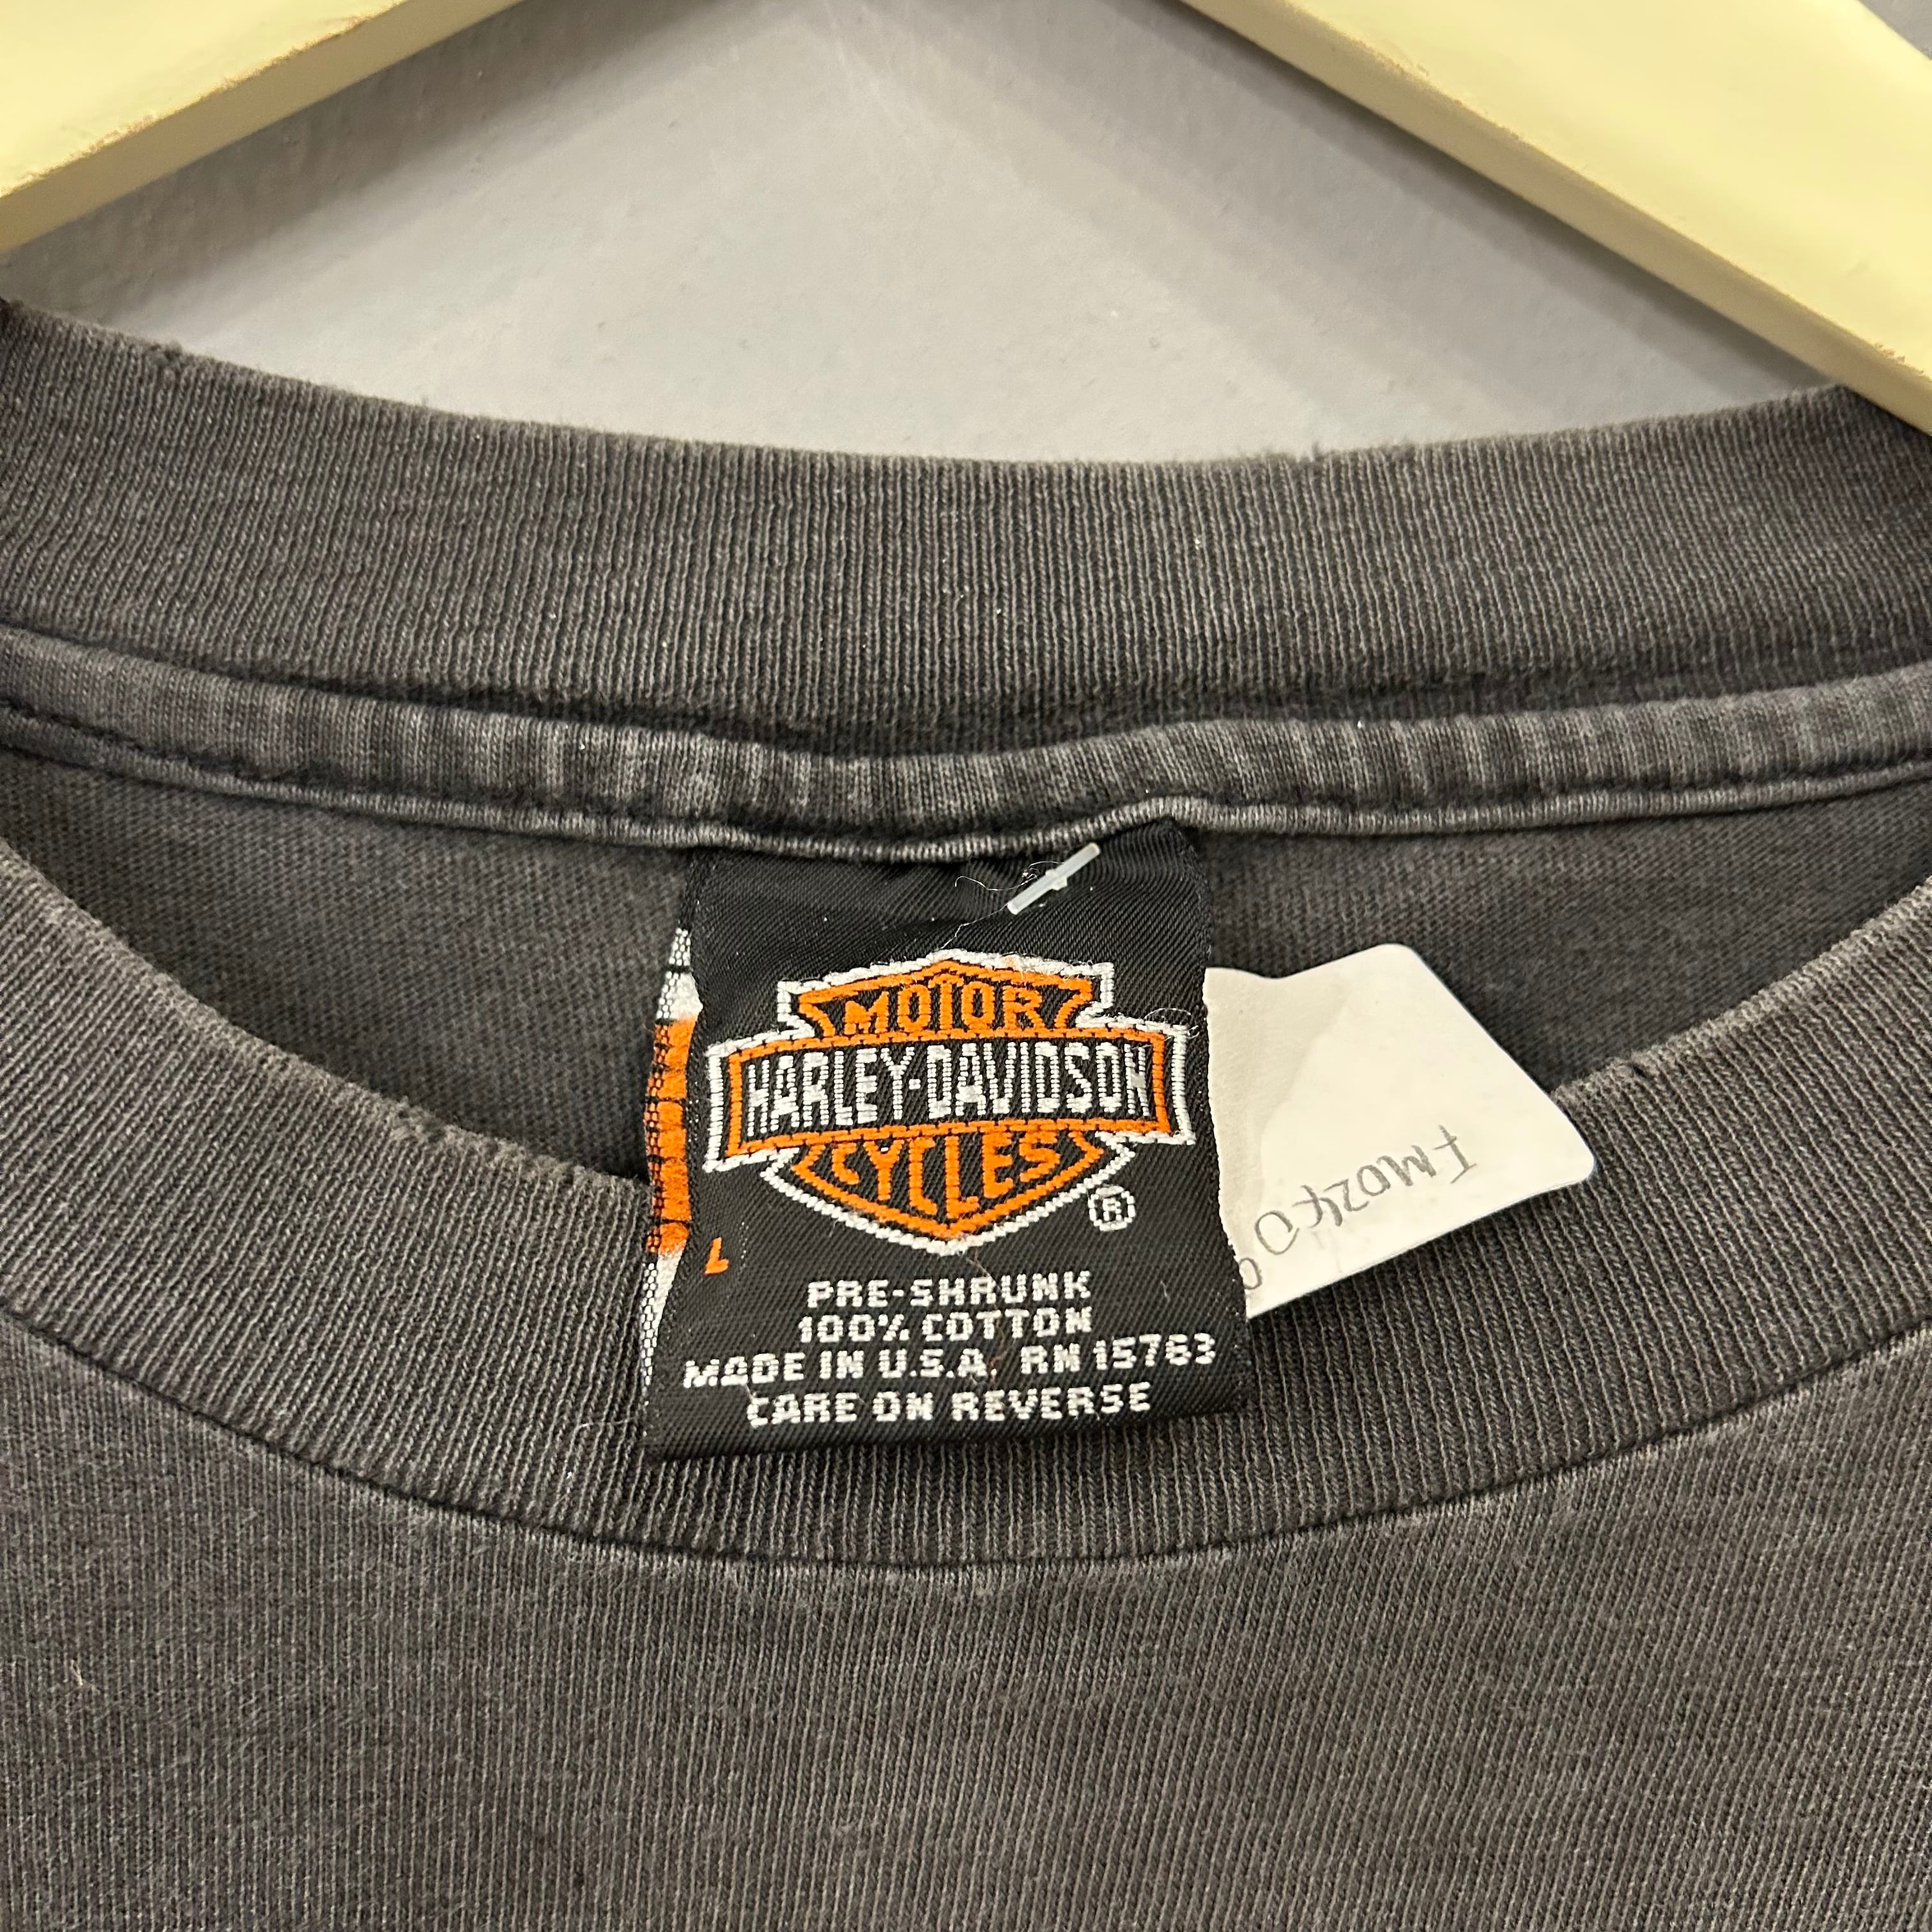 MOTOR
HARLEY-DAVIDSON
CYCLES
®
L
PRE-SHRUNK
100% COTTON
MADE IN U.S.A. RN 15763
CARE ON REVERSE